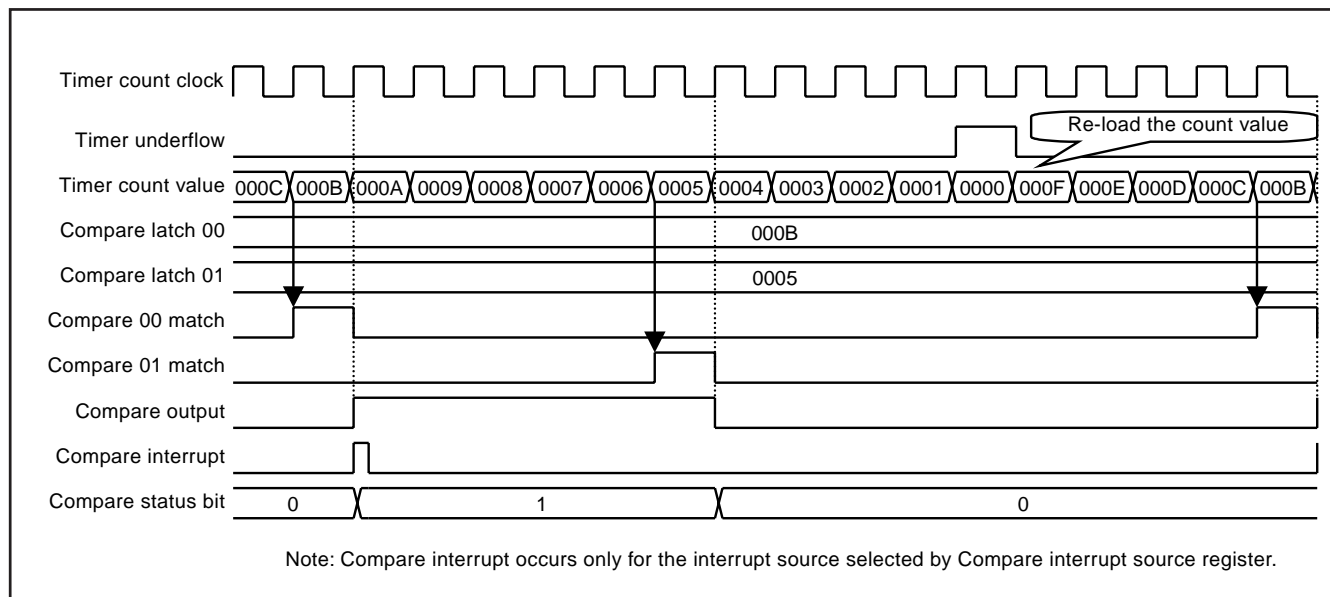 Timer count clock
Timer underflow
Re-load the count value
Timer count value
000C 000B 000A 0009 0008 0007 0006 0005 0004 0003 0002 0001 0000 000F 000E 000D 000C 000B
Compare latch 00
000B
Compare latch 01
0005
Compare 00 match
Compare 01 match
Compare output
Compare interrupt
Compare status bit
0 1 0
Note: Compare interrupt occurs only for the interrupt source selected by Compare interrupt source register.